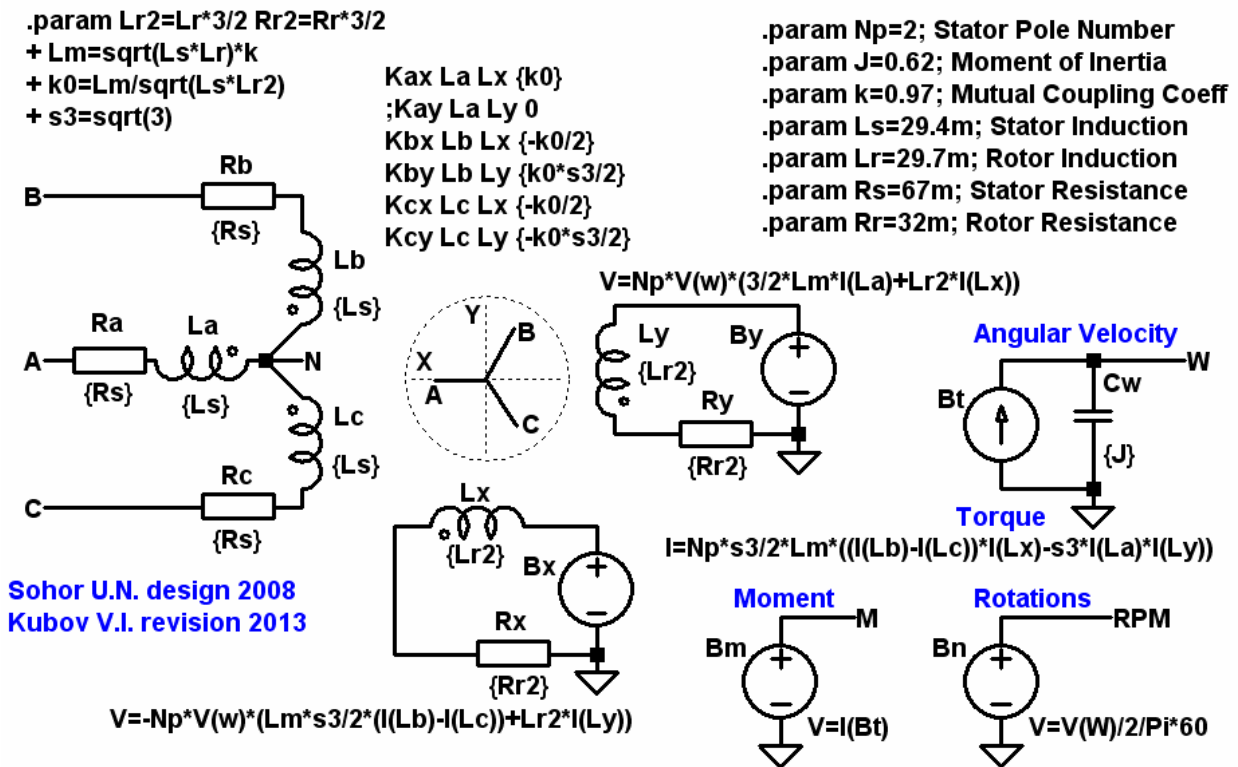 .param Lr2=Lr*3/2 Rr2=Rr*3/2
+ Lm=sqrt(Ls*Lr)*k
+ k0=Lm/sqrt(Ls*Lr2)
+ s3=sqrt(3)
Kax La Lx {k0}
;Kay La Ly 0
Kbx Lb Lx {-k0/2}
Kby Lb Ly {k0*s3/2}
Kcx Lc Lx {-k0/2}
Kcy Lc Ly {-k0*s3/2}
.param Np=2; Stator Pole Number
.param J=0.62; Moment of Inertia
.param k=0.97; Mutual Coupling Coeff
.param Ls=29.4m; Stator Induction
.param Lr=29.7m; Rotor Induction
.param Rs=67m; Stator Resistance
.param Rr=32m; Rotor Resistance
B
Rb
{Rs}
Lb
{Ls}
A
Ra
{Rs}
La
{Ls}
N
Lc
{Ls}
C
Rc
{Rs}
Y
B
X
A
C
V=Np*V(w)*(3/2*Lm*I(La)+Lr2*I(Lx))
Ly
{Lr2}
By
Ry
{Rr2}
Angular Velocity
W
Cw
Bt
{J}
Torque
I=Np*s3/2*Lm*((I(Lb)-I(Lc))*I(Lx)-s3*I(La)*I(Ly))
Lx
{Lr2}
Bx
Rx
{Rr2}
V=-Np*V(w)*(Lm*s3/2*(I(Lb)-I(Lc))+Lr2*I(Ly))
Sohor U.N. design 2008
Kubov V.I. revision 2013
Moment
M
Bm
V=I(Bt)
Rotations
RPM
Bn
V=V(W)/2/Pi*60